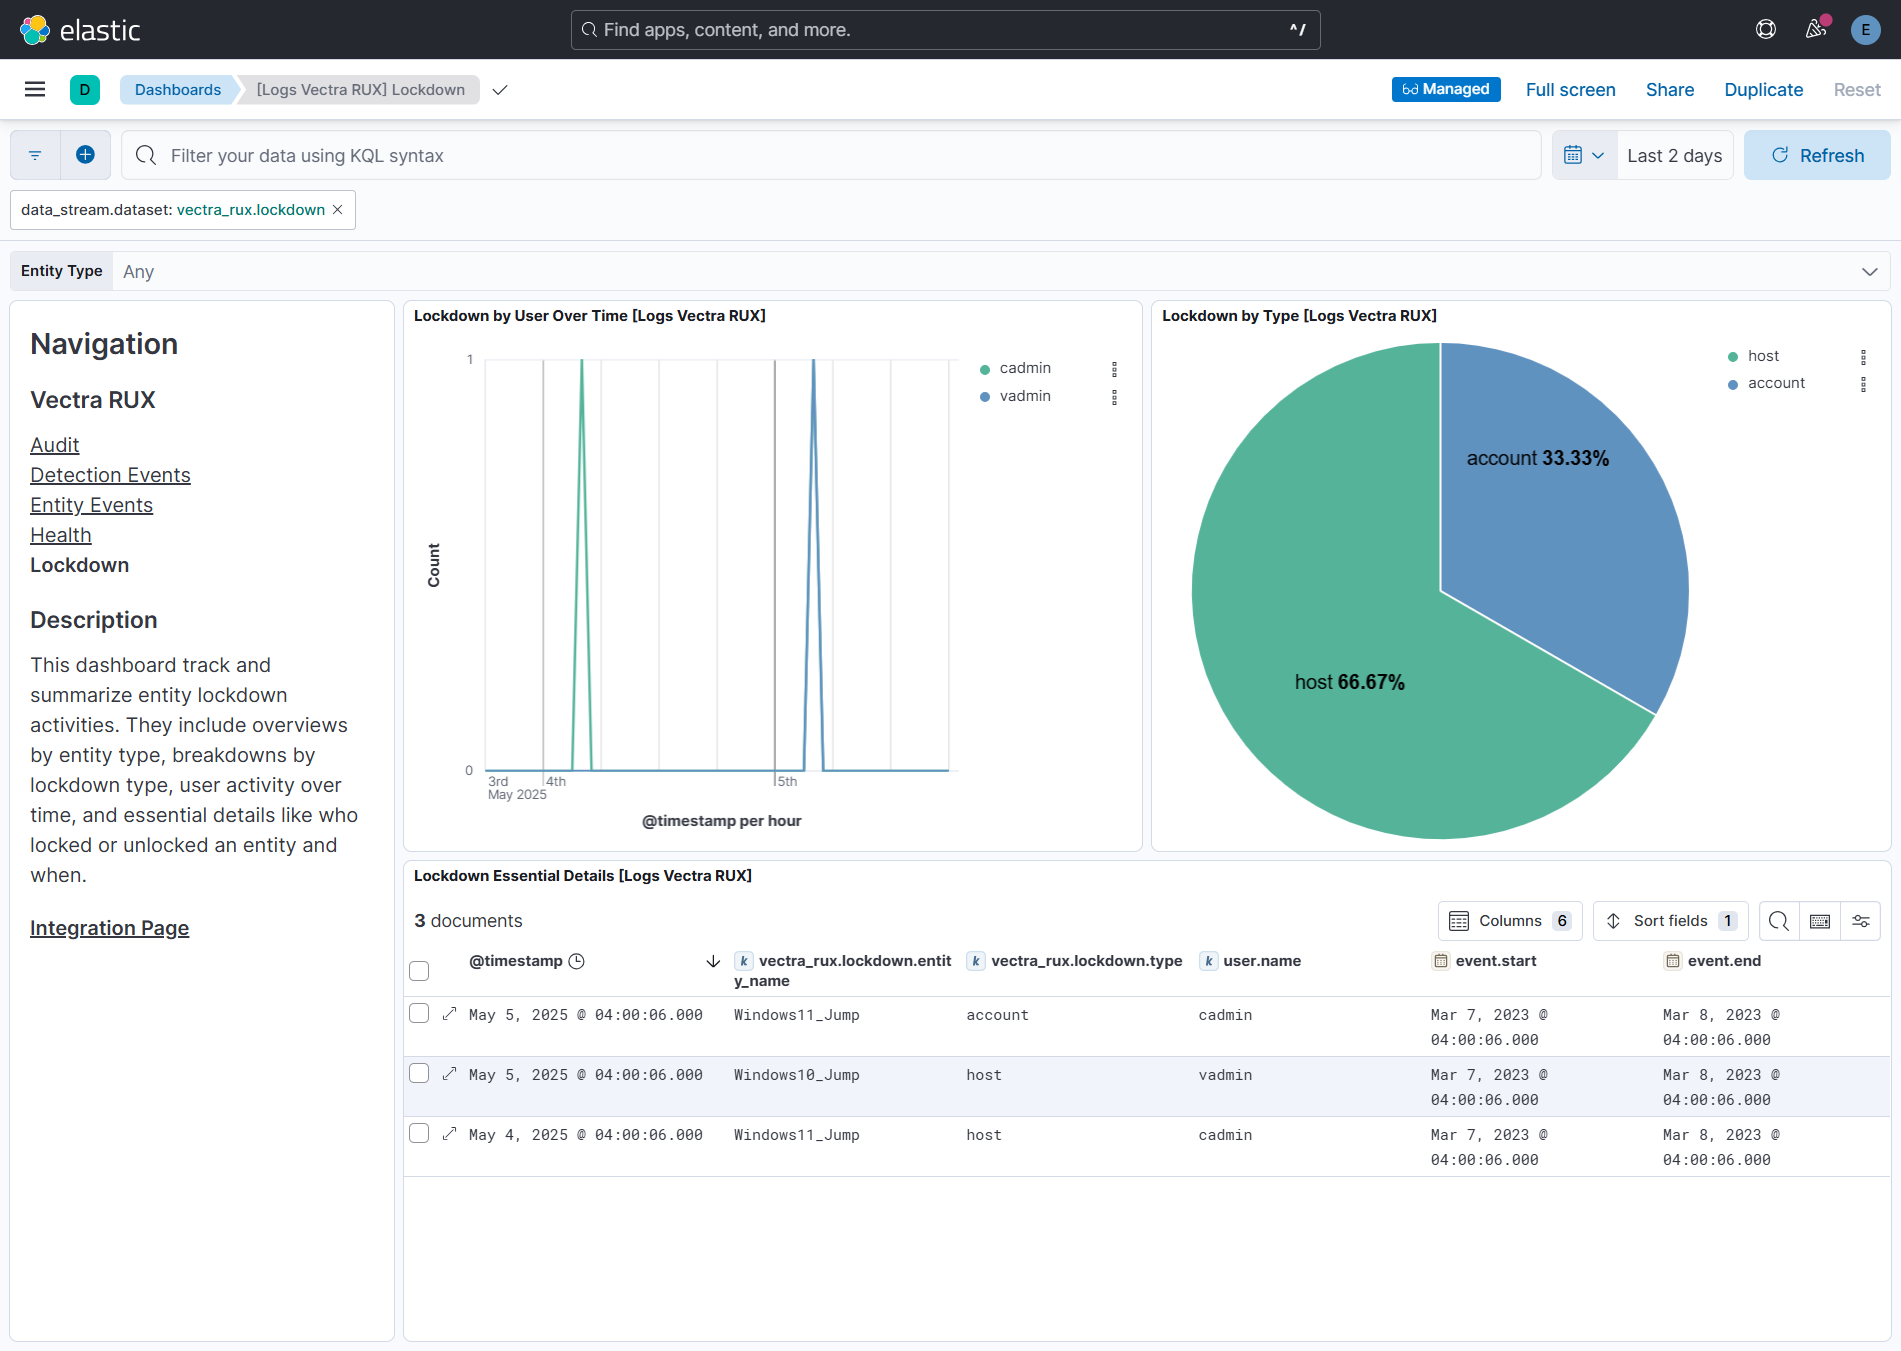 elastic
Find apps, content, and more.
^/
E
D
Dashboards
[Logs Vectra RUX] Lockdown
Managed
Full screen
Share
Duplicate
Reset
Filter your data using KQL syntax
Last 2 days
Refresh
data_stream.dataset: vectra_rux.lockdown
Entity Type
Any
Navigation
Vectra RUX
Audit
Detection Events
Entity Events
Health
Lockdown
Description
This dashboard track and
summarize entity lockdown
activities. They include overviews
by entity type, breakdowns by
lockdown type, user activity over
time, and essential details like who
locked or unlocked an entity and
when.
Integration Page
Lockdown by User Over Time [Logs Vectra RUX]
1
0
Count
3rd
May 2025
4th
5th
@timestamp per hour
cadmin
vadmin
Lockdown by Type [Logs Vectra RUX]
account 33.33%
host 66.67%
host
account
Lockdown Essential Details [Logs Vectra RUX]
3 documents
Columns 6
Sort fields 1
@timestamp
k vectra_rux.lockdown.entit
y_name
k vectra_rux.lockdown.type
k user.name
event.start
event.end
May 5, 2025 @ 04:00:06.000 Windows11_Jump account cadmin Mar 7, 2023 @ Mar 8, 2023 @
04:00:06.000 04:00:06.000
May 5, 2025 @ 04:00:06.000 Windows10_Jump host vadmin Mar 7, 2023 @ Mar 8, 2023 @
04:00:06.000 04:00:06.000
May 4, 2025 @ 04:00:06.000 Windows11_Jump host cadmin Mar 7, 2023 @ Mar 8, 2023 @
04:00:06.000 04:00:06.000